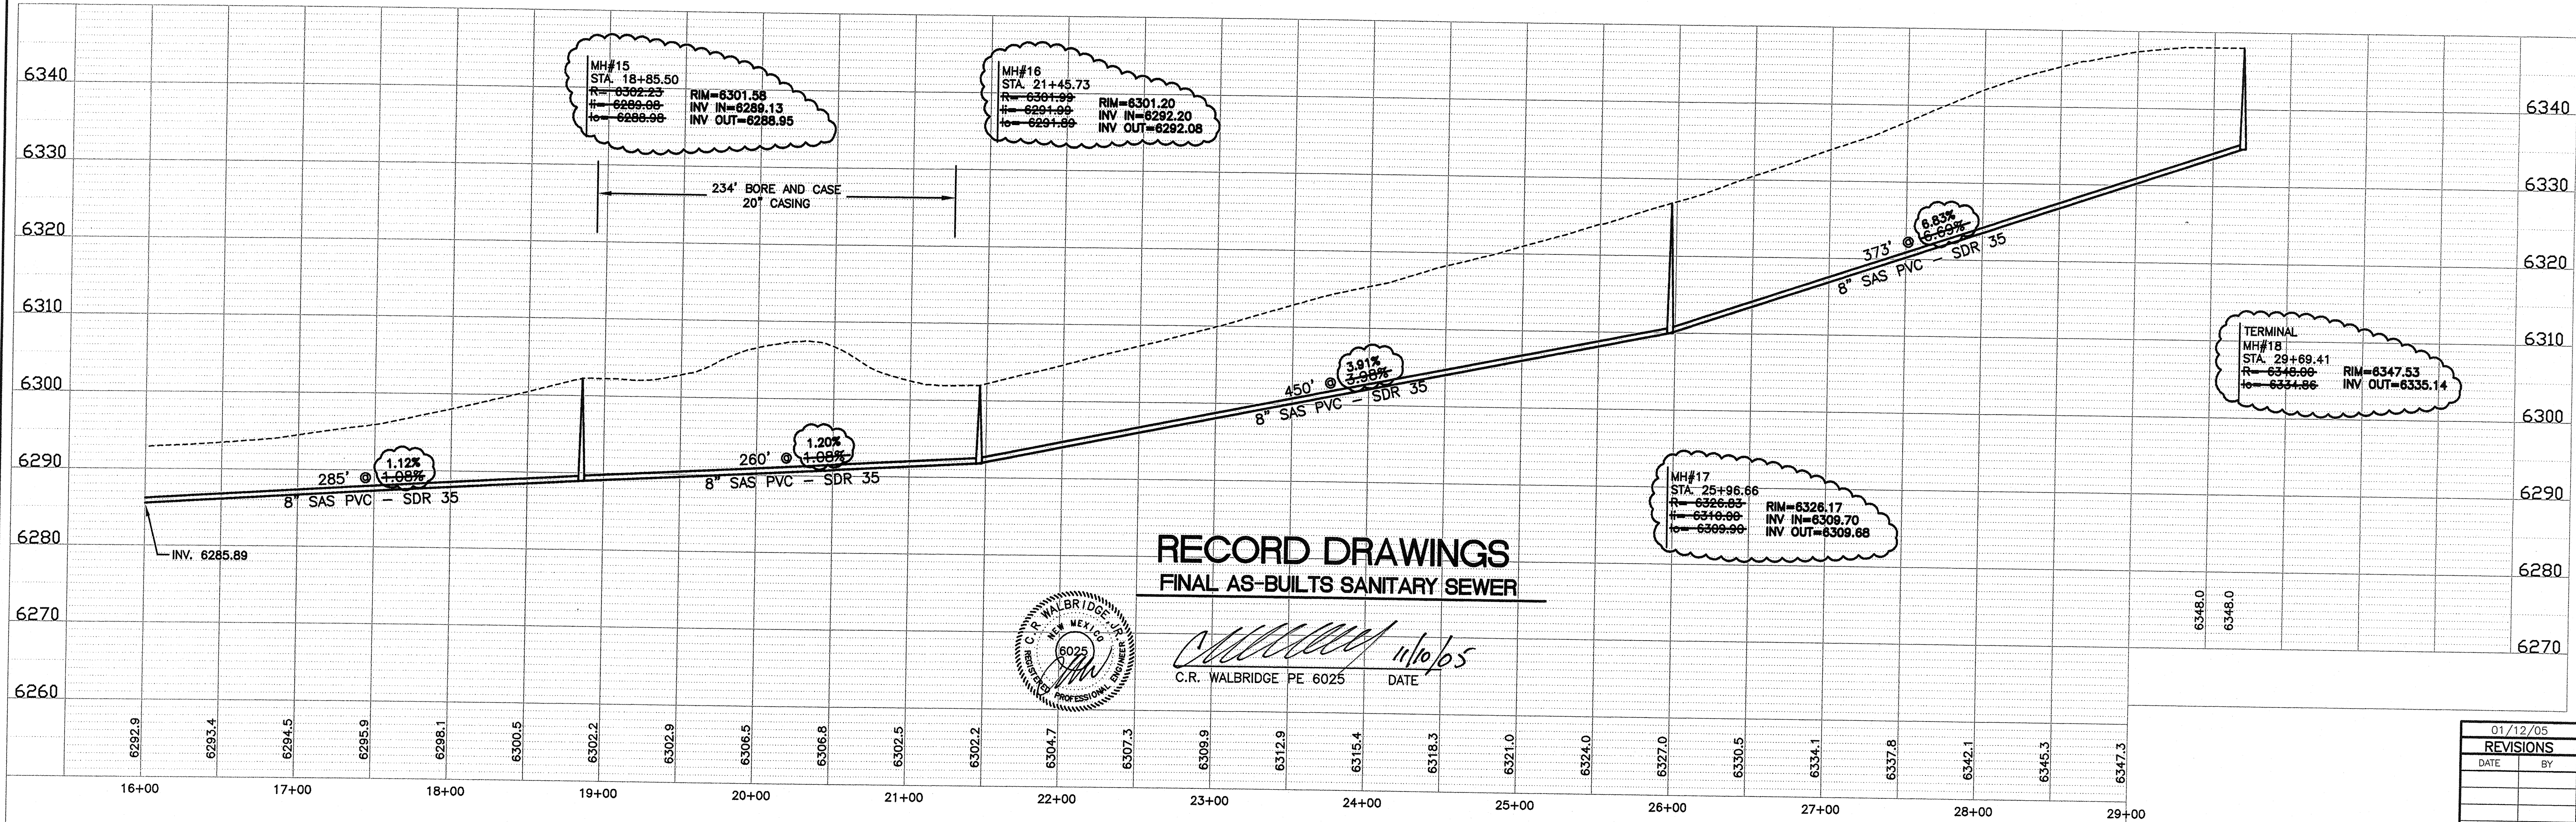 6340
6330
6320
6310
6300
6290
6280
6270
6260
MH#15
STA. 18+85.50
R= 6302.23
Ii= 6289.08
Io= 6288.98
RIM=6301.58
INV IN=6289.13
INV OUT=6288.95
MH#16
STA. 21+45.73
R= 6301.99
Ii= 6291.99
Io= 6291.89
RIM=6301.20
INV IN=6292.20
INV OUT=6292.08
234' BORE AND CASE
20" CASING
1.12%
285' @ 1.08%
8" SAS PVC – SDR 35
1.20%
260' @ 1.08%
8" SAS PVC – SDR 35
3.91%
450' @ 3.98%
8" SAS PVC – SDR 35
6.83%
373' @ 6.69%
8" SAS PVC – SDR 35
INV. 6285.89
TERMINAL
MH#18
STA. 29+69.41
R= 6348.00
Io= 6334.86
RIM=6347.53
INV OUT=6335.14
MH#17
STA. 25+96.66
R= 6326.83
Ii= 6310.00
Io= 6309.90
RIM=6326.17
INV IN=6309.70
INV OUT=6309.68
6340
6330
6320
6310
6300
6290
6280
6270
RECORD DRAWINGS
FINAL AS-BUILTS SANITARY SEWER
C.R. WALBRIDGE, JR.
NEW MEXICO
6025
REGISTERED PROFESSIONAL ENGINEER
11/10/05
C.R. WALBRIDGE PE 6025 DATE
6292.9
6293.4
6294.5
6295.9
6298.1
6300.5
6302.2
6302.9
6306.5
6306.8
6302.5
6302.2
6304.7
6307.3
6309.9
6312.9
6315.4
6318.3
6321.0
6324.0
6327.0
6330.5
6334.1
6337.8
6342.1
6345.3
6347.3
6348.0
6348.0
16+00
17+00
18+00
19+00
20+00
21+00
22+00
23+00
24+00
25+00
26+00
27+00
28+00
29+00
01/12/05
REVISIONS
DATE BY